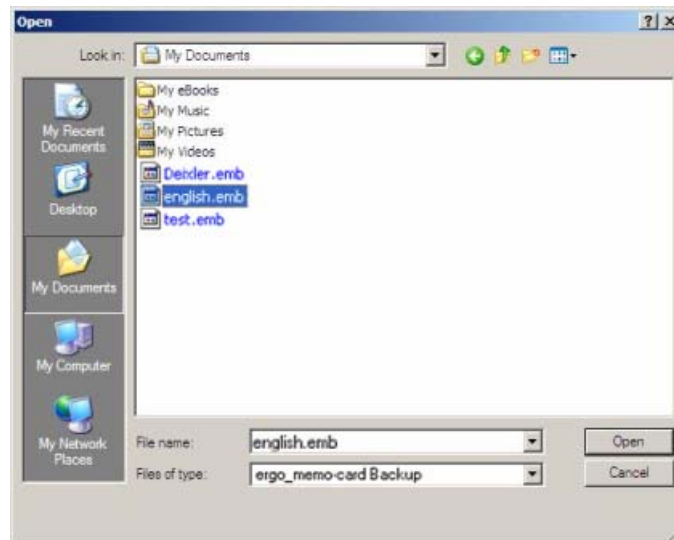 Open
Look in:
My Documents
My eBooks
My Music
My Pictures
My Videos
Deixler.emb
english.emb
test.emb
My Recent
Documents
Desktop
My Documents
My Computer
My Network
Places
File name:
english.emb
Open
Files of type:
ergo_memo-card Backup
Cancel